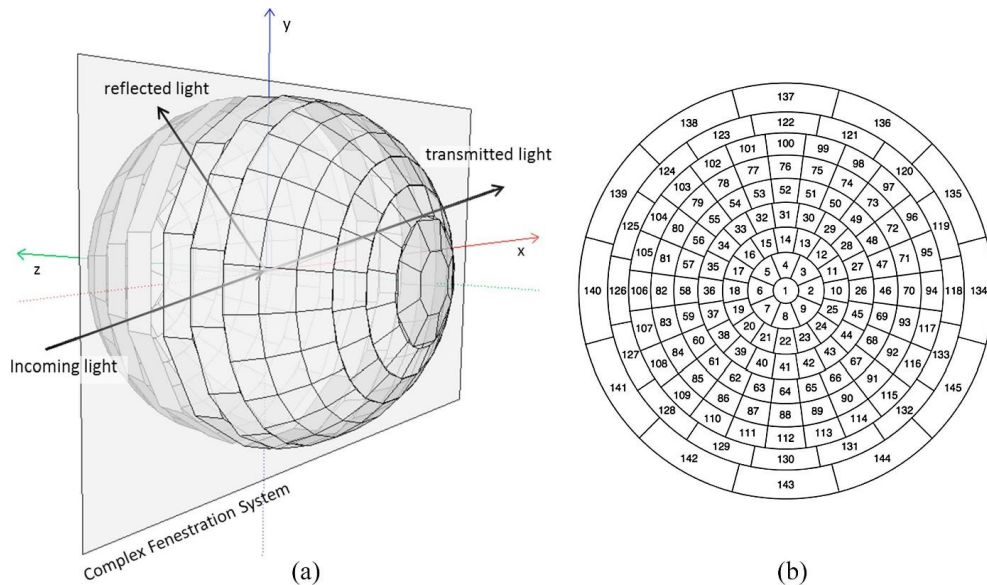 y
reflected light
transmitted light
x
z
Incoming light
Complex Fenestration System
(a)
137
138 122 136
123 121
101 100 99
124 102 77 76 75 98 120
139 103 78 53 52 51 74 97 135
79 54 50 73
125 104 80 55 33 32 31 30 29 49 72 96 119
56 34 16 15 14 13 12 28 48
105 81 57 35 17 5 4 3 11 27 47 71 95
140 126 106 82 58 36 18 6 1 2 10 26 46 70 94 118 134
107 83 59 37 19 7 8 9 25 45 69 93 117
60 38 20 21 22 23 24 44 68
127 108 84 61 39 40 41 42 43 67 92 116 133
141 85 62 63 64 65 66 91 145
109 86 87 88 89 90 115
128 110 111 112 113 114 132
129 130 131
142 143 144
(b)